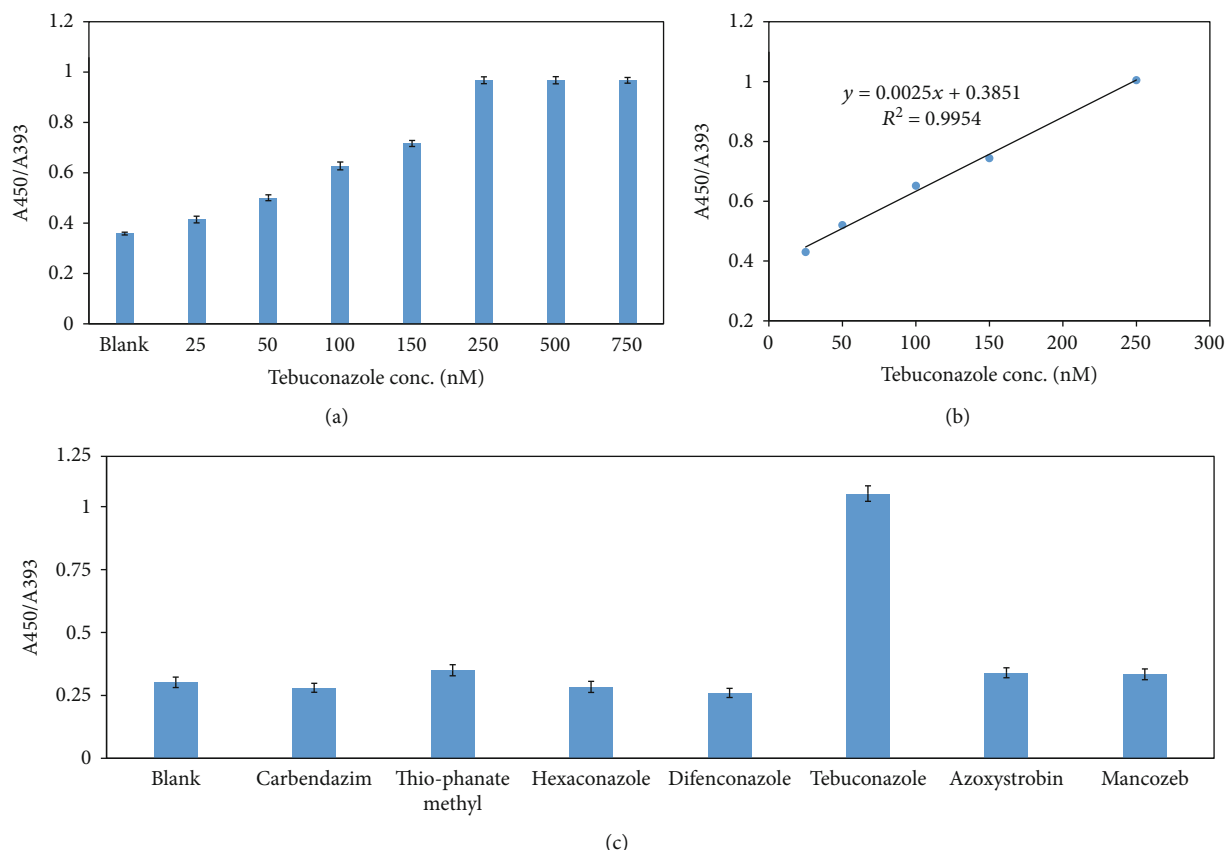 1.2
1
0.8
0.6
0.4
0.2
0
A450/A393
Blank 25 50 100 150 250 500 750
Tebuconazole conc. (nM)
(a)
1.2
1
0.8
0.6
0.4
0.2
A450/A393
y = 0.0025x + 0.3851
R² = 0.9954
0 50 100 150 200 250 300
Tebuconazole conc. (nM)
(b)
1.25
1
0.75
0.5
0.25
0
A450/A393
Blank Carbendazim Thio-phanate Hexaconazole Difenconazole Tebuconazole Azoxystrobin Mancozeb
methyl
(c)